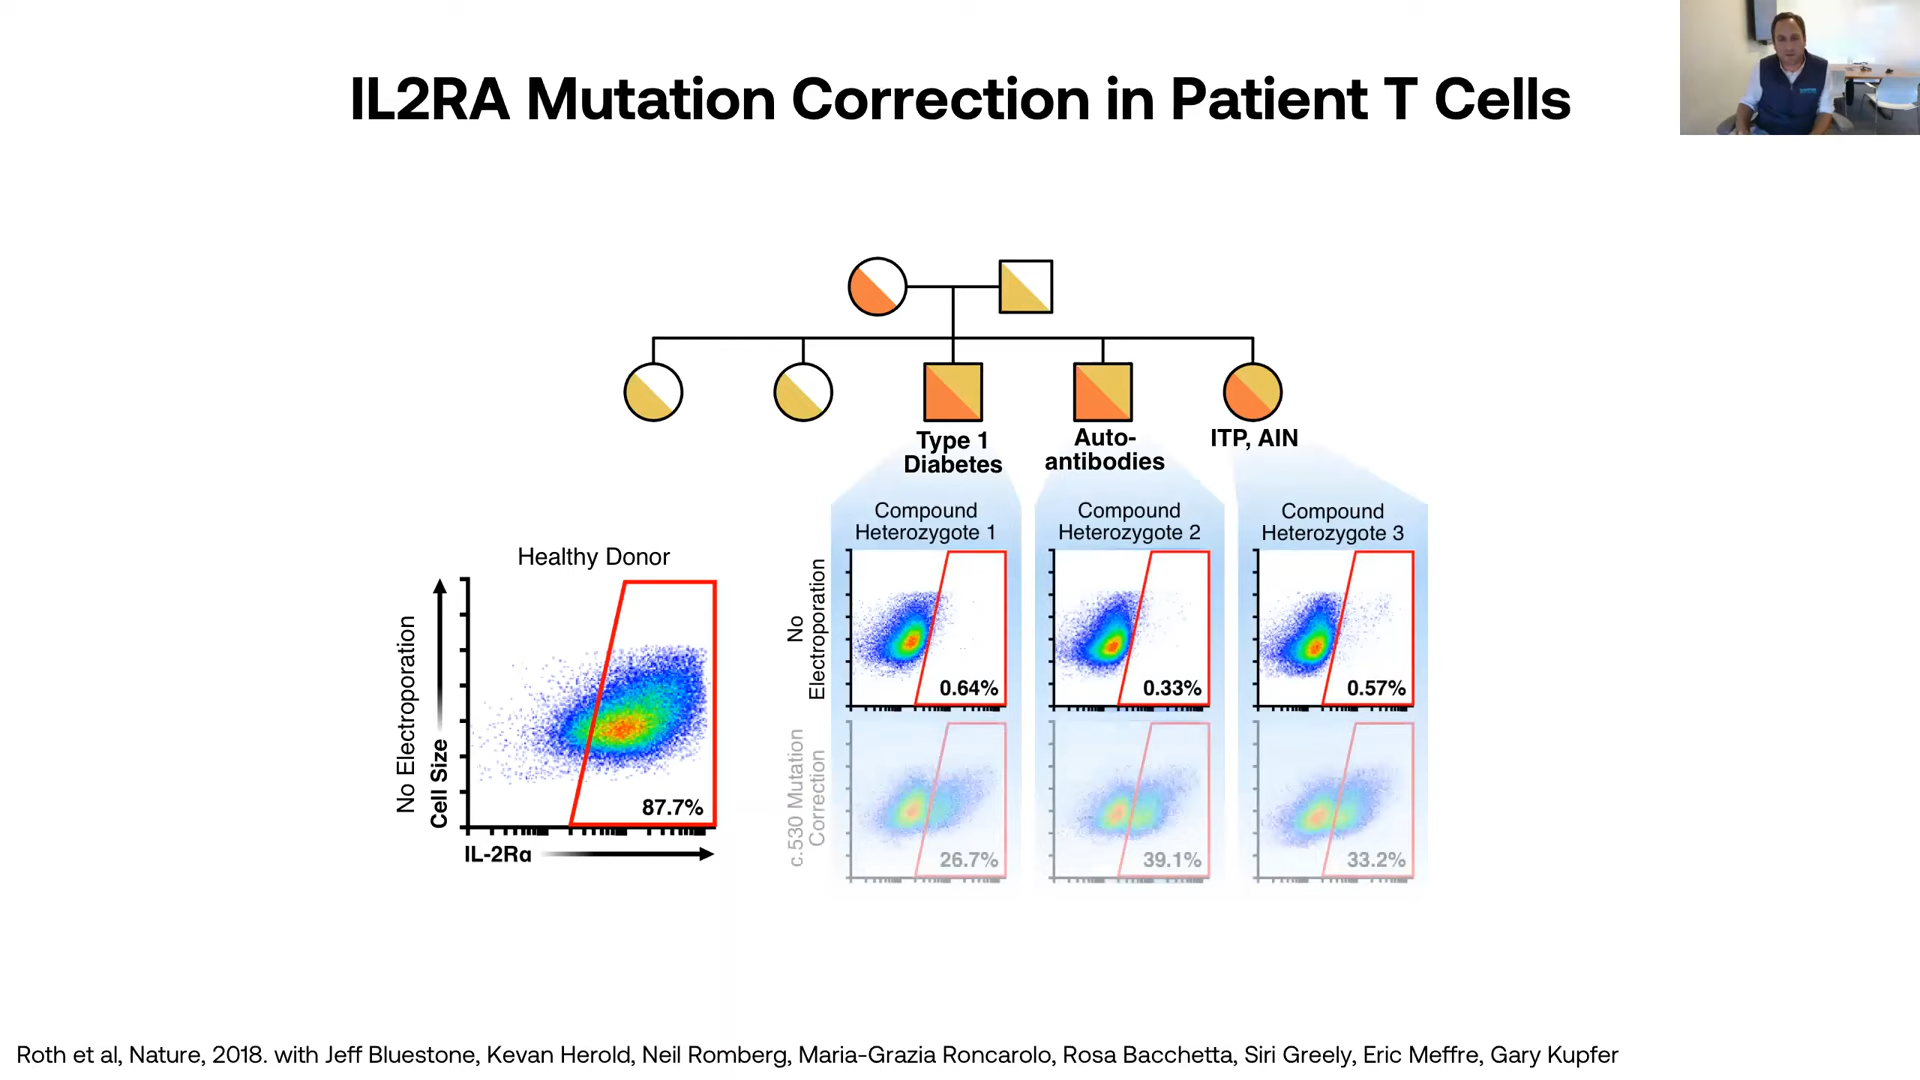 IL2RA Mutation Correction in Patient T Cells
Type 1
Diabetes
Auto-
antibodies
ITP, AIN
Compound
Heterozygote 1
Compound
Heterozygote 2
Compound
Heterozygote 3
Healthy Donor
No Electroporation
Cell Size
87.7%
IL-2Rα
No
Electroporation
0.64%
0.33%
0.57%
c.530 Mutation
Correction
26.7%
39.1%
33.2%
Roth et al, Nature, 2018. with Jeff Bluestone, Kevan Herold, Neil Romberg, Maria-Grazia Roncarolo, Rosa Bacchetta, Siri Greely, Eric Meffre, Gary Kupfer